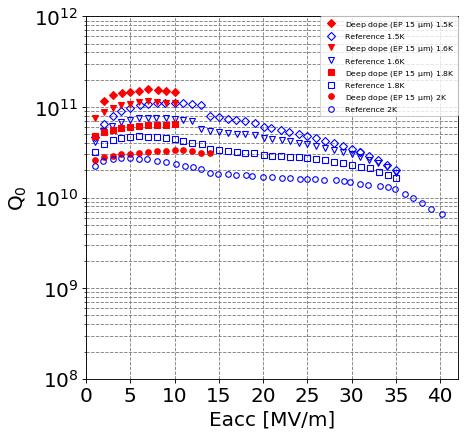 10¹²
10¹¹
10¹⁰
10⁹
10⁸
Q₀
Deep dope (EP 15 μm) 1.5K
Reference 1.5K
Deep dope (EP 15 μm) 1.6K
Reference 1.6K
Deep dope (EP 15 μm) 1.8K
Reference 1.8K
Deep dope (EP 15 μm) 2K
Reference 2K
0 5 10 15 20 25 30 35 40
Eacc [MV/m]